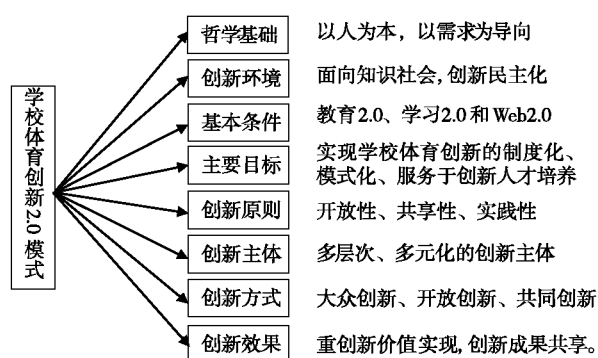 学校体育创新2.0模式
哲学基础 以人为本，以需求为导向
创新环境 面向知识社会,创新民主化
基本条件 教育2.0、学习2.0和Web2.0
主要目标 实现学校体育创新的制度化、
模式化、服务于创新人才培养
创新原则 开放性、共享性、实践性
创新主体 多层次、多元化的创新主体
创新方式 大众创新、开放创新、共同创新
创新效果 重创新价值实现,创新成果共享。